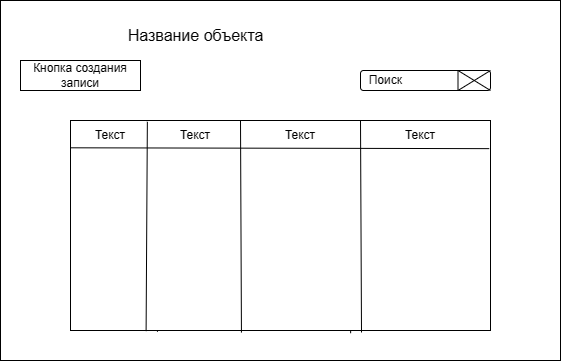 Название объекта
Кнопка создания
записи
Поиск
Текст Текст Текст Текст